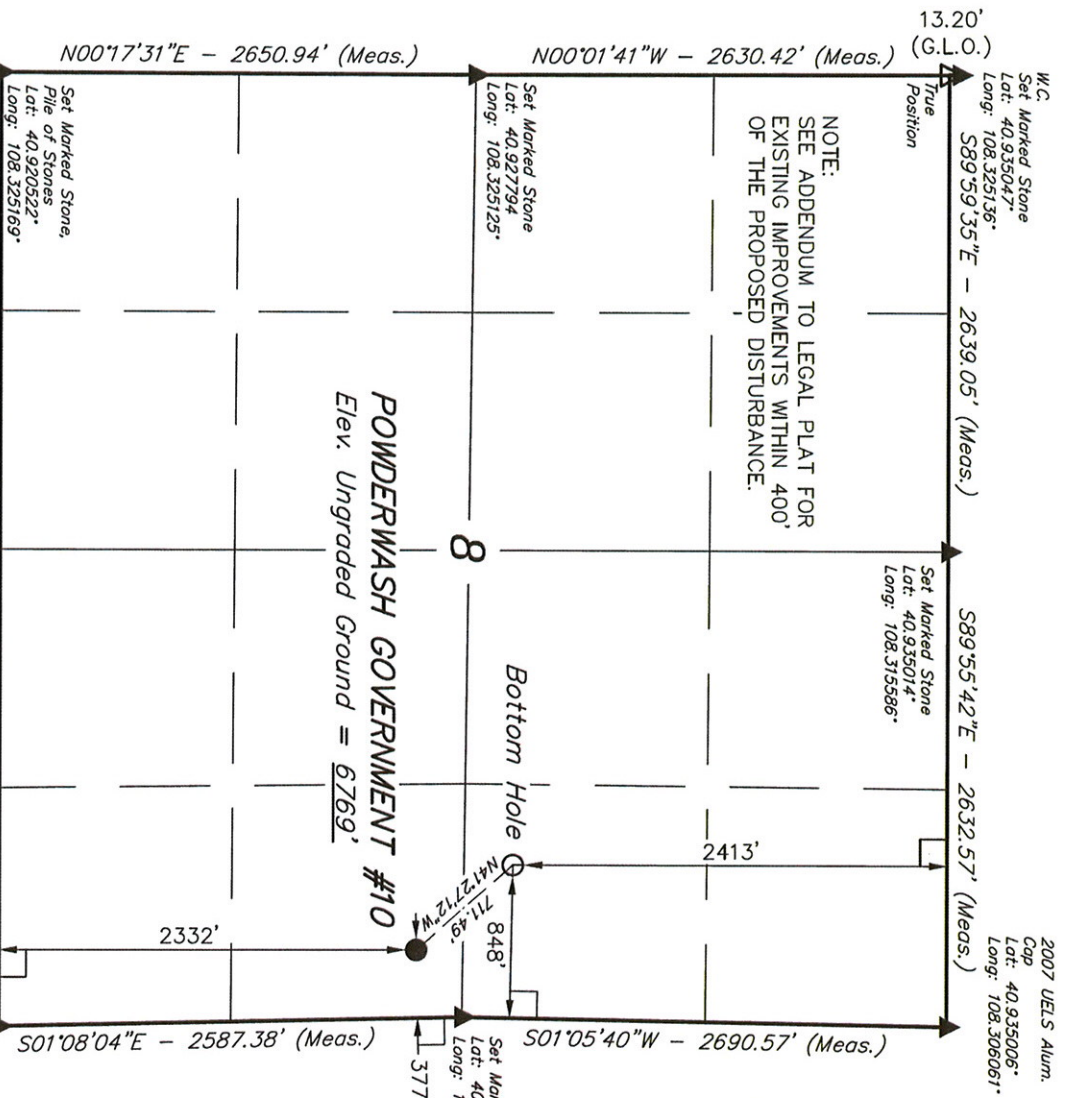 13.20'
(G.L.O.)
N00°17'31"E - 2650.94' (Meas.)
N00°01'41"W - 2630.42' (Meas.)
W.C.
Set Marked Stone
Lat: 40.935047°
Long: 108.325136°
True
Position
S89°59'35"E - 2639.05' (Meas.)
Set Marked Stone
Lat: 40.927794
Long: 108.325125°
Set Marked Stone,
Pile of Stones
Lat: 40.920522°
Long: 108.325169°
NOTE:
SEE ADDENDUM TO LEGAL PLAT FOR
EXISTING IMPROVEMENTS WITHIN 400'
OF THE PROPOSED DISTURBANCE.
8
Set Marked Stone
Lat: 40.935014°
Long: 108.315586°
S89°55'42"E - 2632.57' (Meas.)
POWDERWASH GOVERNMENT #10
Elev. Ungraded Ground = 6769'
Bottom Hole
2413'
N41°27'12"W
711.49'
848'
2332'
2007 UELS Alum.
Cap
Lat: 40.935006°
Long: 108.306061°
S01°08'04"E - 2587.38' (Meas.)
S01°05'40"W - 2690.57' (Meas.)
Set Mar
Lat: 40
Long: 1
377